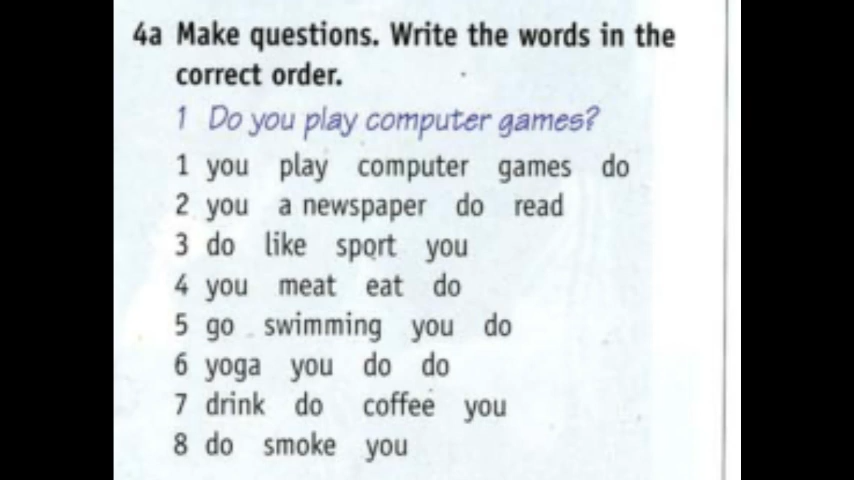 4a Make questions. Write the words in the
correct order.
1 Do you play computer games?
1 you play computer games do
2 you a newspaper do read
3 do like sport you
4 you meat eat do
5 go swimming you do
6 yoga you do do
7 drink do coffee you
8 do smoke you